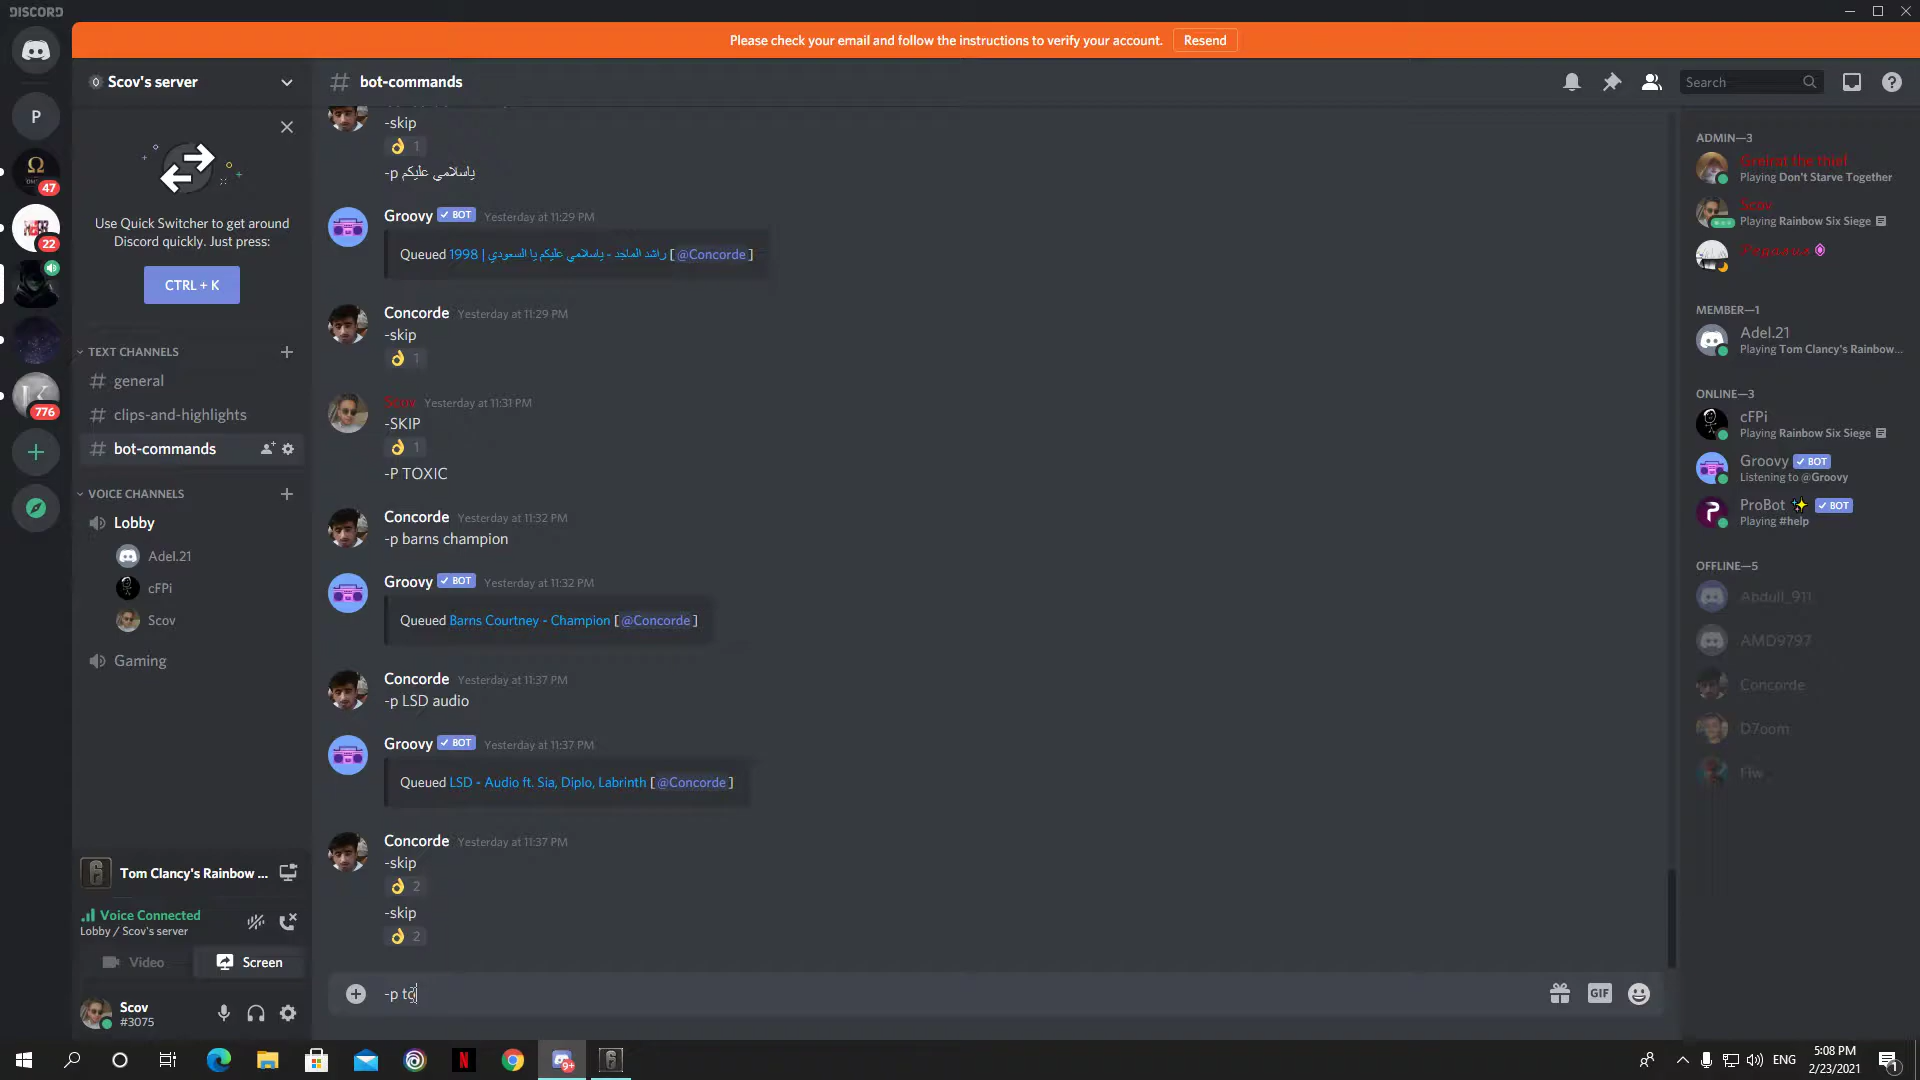 DISCORD
Please check your email and follow the instructions to verify your account.
Resend
Scov's server
Use Quick Switcher to get around
Discord quickly. Just press:
CTRL + K
TEXT CHANNELS
general
clips-and-highlights
bot-commands
VOICE CHANNELS
Lobby
Adel.21
cFPi
Scov
Gaming
Tom Clancy's Rainbow ...
Voice Connected
Lobby / Scov's server
Video
Screen
Scov
#3075
P
47
22
776
# bot-commands
-skip
👌 1
-p ياسلامي عليكم
Groovy ✓ BOT Yesterday at 11:29 PM
Queued راشد الماجد - ياسلامي عليكم يا السعودي | 1998 [@Concorde]
Concorde Yesterday at 11:29 PM
-skip
👌 1
Scov Yesterday at 11:31 PM
-SKIP
👌 1
-P TOXIC
Concorde Yesterday at 11:32 PM
-p barns champion
Groovy ✓ BOT Yesterday at 11:32 PM
Queued Barns Courtney - Champion [@Concorde]
Concorde Yesterday at 11:37 PM
-p LSD audio
Groovy ✓ BOT Yesterday at 11:37 PM
Queued LSD - Audio ft. Sia, Diplo, Labrinth [@Concorde]
Concorde Yesterday at 11:37 PM
-skip
👌 2
-skip
👌 2
-p to
GIF
Search
ADMIN—3
Playing Don't Starve Together
Scov
Playing Rainbow Six Siege
MEMBER—1
Adel.21
Playing Tom Clancy's Rainbow...
ONLINE—3
cFPi
Playing Rainbow Six Siege
Groovy ✓ BOT
Listening to @Groovy
ProBot ✨ ✓ BOT
Playing #help
OFFLINE—5
Abdull_911
AMD9797
Concorde
D7oom
ENG
5:08 PM
2/23/2021